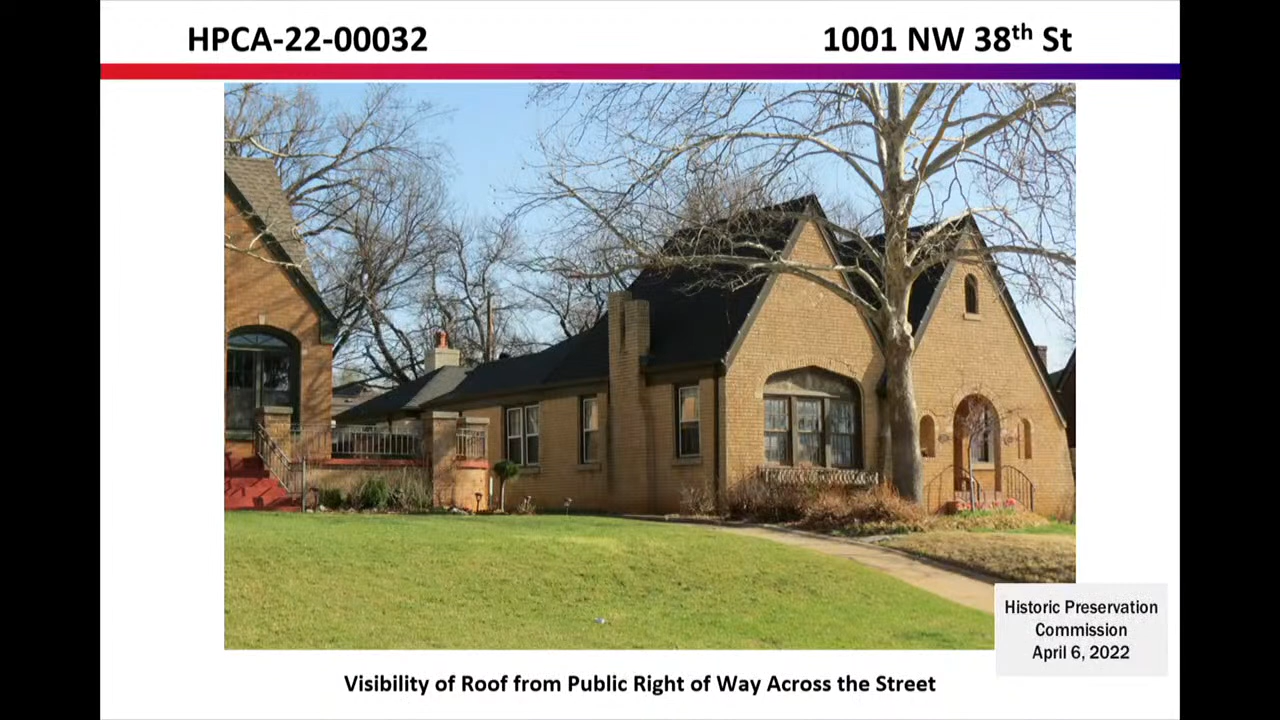 HPCA-22-00032
1001 NW 38th St
Historic Preservation
Commission
April 6, 2022
Visibility of Roof from Public Right of Way Across the Street